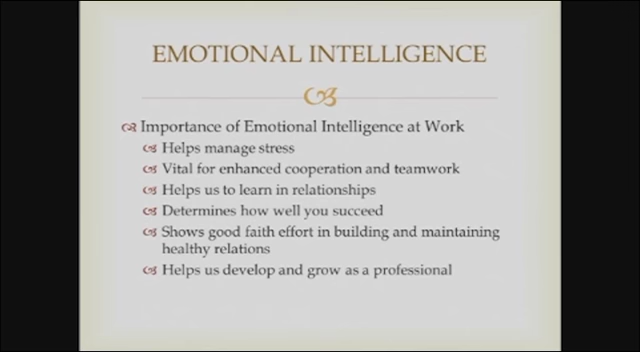 EMOTIONAL INTELLIGENCE
Importance of Emotional Intelligence at Work
Helps manage stress
Vital for enhanced cooperation and teamwork
Helps us to learn in relationships
Determines how well you succeed
Shows good faith effort in building and maintaining
healthy relations
Helps us develop and grow as a professional